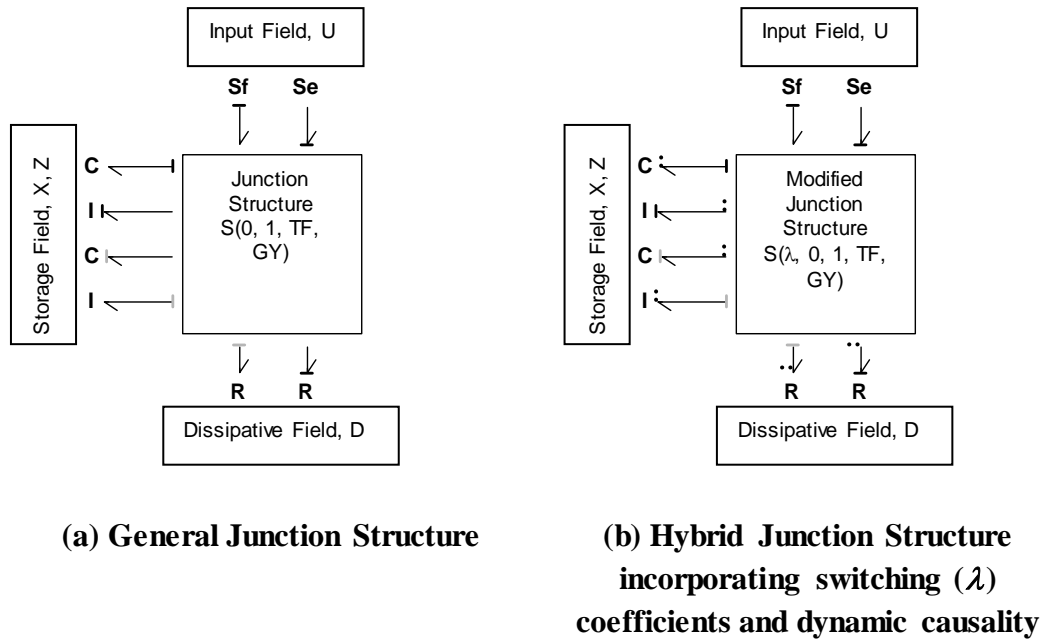 Input Field, U
Sf Se
Storage Field, X, Z
C
I
C
I
Junction
Structure
S(0, 1, TF,
GY)
R R
Dissipative Field, D
(a) General Junction Structure
Input Field, U
Sf Se
Storage Field, X, Z
C
I
C
I
Modified
Junction
Structure
S(λ, 0, 1, TF,
GY)
R R
Dissipative Field, D
(b) Hybrid Junction Structure
incorporating switching (λ)
coefficients and dynamic causality